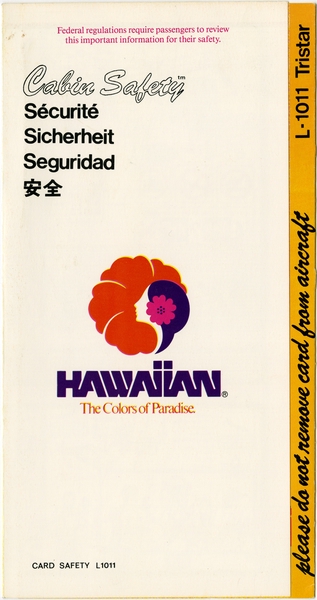 Federal regulations require passengers to review
this important information for their safety.
Cabin Safety™
Sécurité
Sicherheit
Seguridad
安全
HAWAIIAN®
The Colors of Paradise.
CARD SAFETY L1011
please do not remove card from aircraft L-1011 Tristar